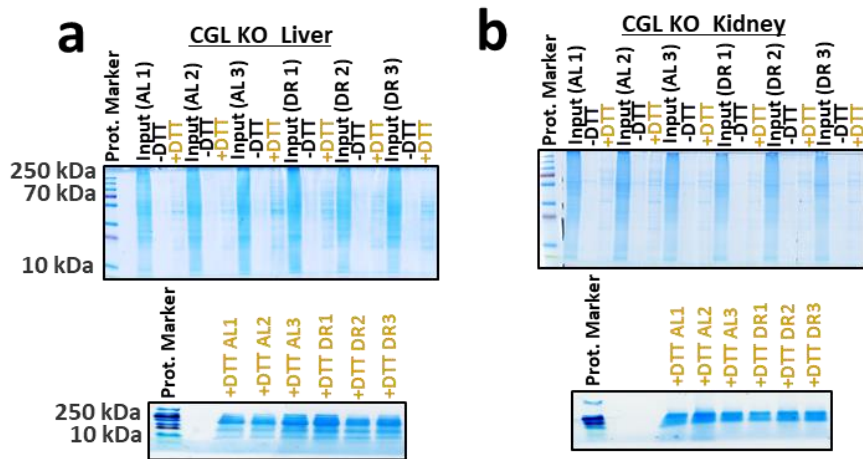 a
CGL KO Liver
Prot. Marker
Input (AL 1)
-DTT
+DTT
Input (AL 2)
-DTT
+DTT
Input (AL 3)
-DTT
+DTT
Input (DR 1)
-DTT
+DTT
Input (DR 2)
-DTT
+DTT
Input (DR 3)
-DTT
+DTT
250 kDa
70 kDa
10 kDa
Prot. Marker
+DTT AL1
+DTT AL2
+DTT AL3
+DTT DR1
+DTT DR2
+DTT DR3
250 kDa
10 kDa
b
CGL KO Kidney
Prot. Marker
Input (AL 1)
-DTT
+DTT
Input (AL 2)
-DTT
+DTT
Input (AL 3)
-DTT
+DTT
Input (DR 1)
-DTT
+DTT
Input (DR 2)
-DTT
+DTT
Input (DR 3)
-DTT
+DTT
Prot. Marker
+DTT AL1
+DTT AL2
+DTT AL3
+DTT DR1
+DTT DR2
+DTT DR3